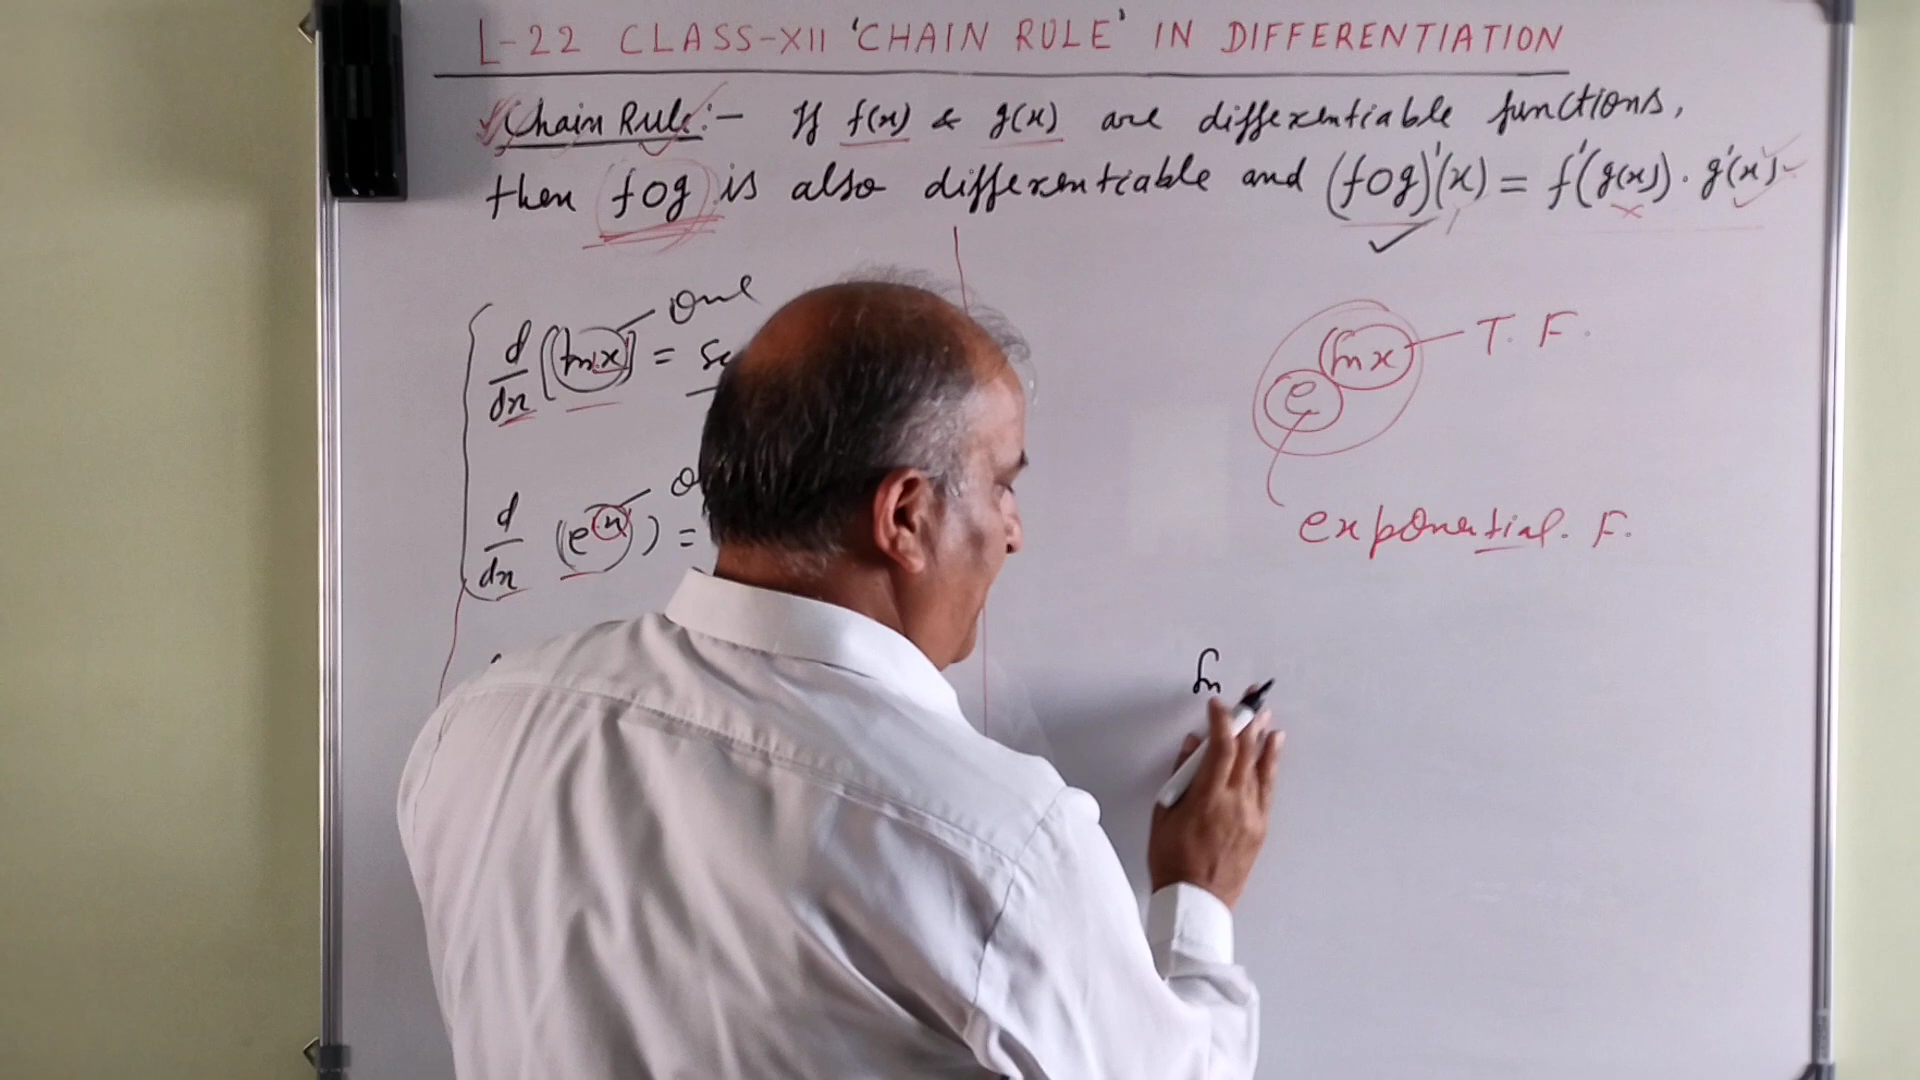 L-22 CLASS-XII 'CHAIN RULE' IN DIFFERENTIATION
Chain Rule:- If f(x) & g(x) are differentiable functions,
then fog is also differentiable and (fog)'(x) = f'(g(x)) · g'(x)
One
d/dx (tan x) =
d/dx (e^x) =
e^(tan x) T. F.
exponential. F.